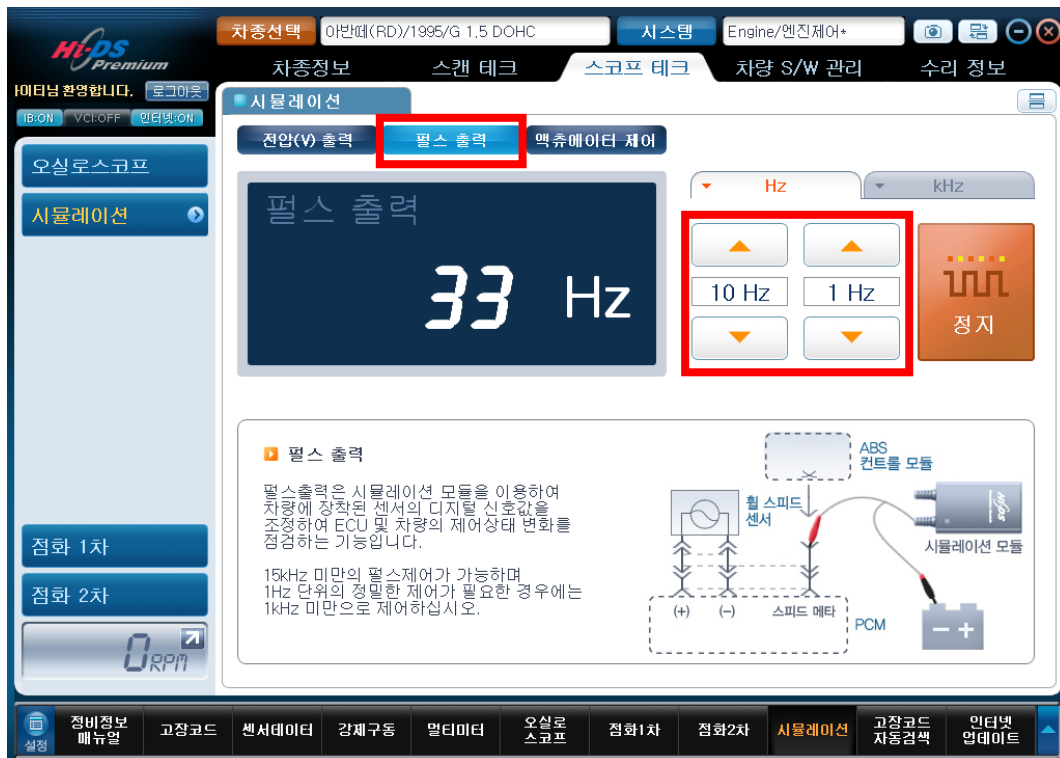 Hi-DS
Premium
차종선택 아반떼(RD)/1995/G 1.5 DOHC 시스템 Engine/엔진제어*
차종정보 스캔 테크 스코프 테크 차량 S/W 관리 수리 정보
이터님 환영합니다. 로그아웃
IB:ON VCI:OFF 인터넷:ON
시뮬레이션
전압(V) 출력 펄스 출력 액츄에이터 제어
오실로스코프
시뮬레이션
펄스 출력
33 Hz
Hz kHz
10 Hz 1 Hz
정지
펄스 출력
펄스출력은 시뮬레이션 모듈을 이용하여
차량에 장착된 센서의 디지털 신호값을
조정하여 ECU 및 차량의 제어상태 변화를
점검하는 기능입니다.
15kHz 미만의 펄스제어가 가능하며
1Hz 단위의 정밀한 제어가 필요한 경우에는
1kHz 미만으로 제어하십시오.
ABS
컨트롤 모듈
휠 스피드
센서
시뮬레이션 모듈
(+) (-) 스피드 메타
PCM
점화 1차
점화 2차
0 RPM
설정
정비정보
매뉴얼
고장코드
센서데이터
강제구동
멀티미터
오실로
스코프
점화1차
점화2차
시뮬레이션
고장코드
자동검색
인터넷
업데이트